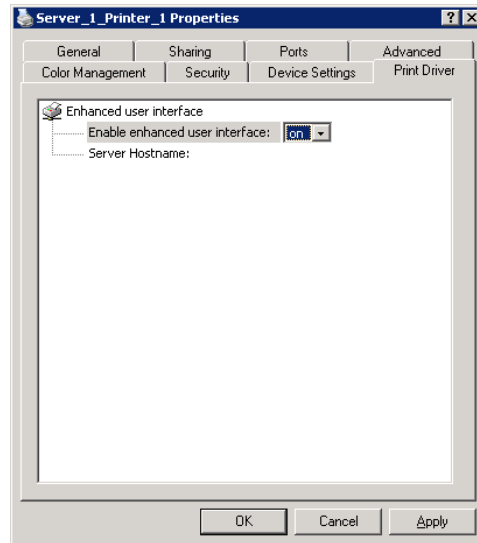 Server_1_Printer_1 Properties
General Sharing Ports Advanced
Color Management Security Device Settings Print Driver
Enhanced user interface
Enable enhanced user interface: on
Server Hostname:
OK Cancel Apply